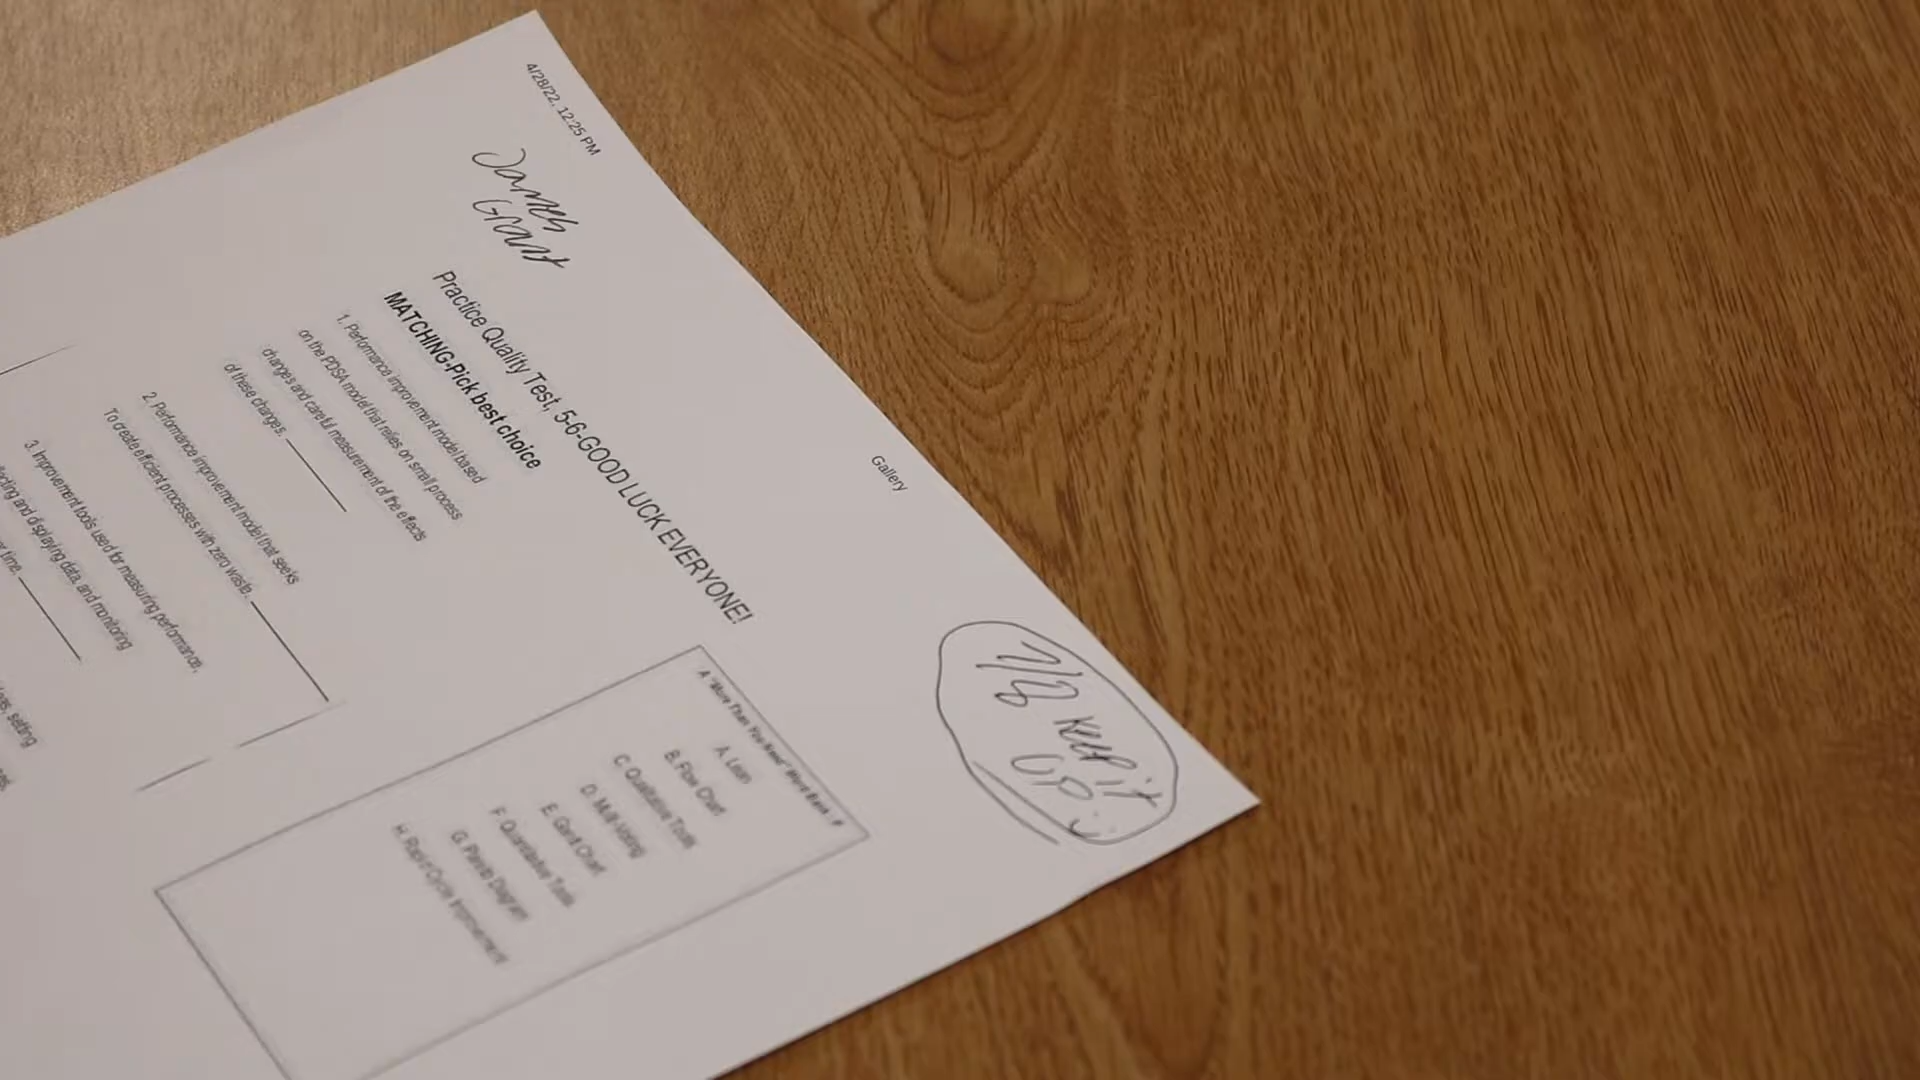 4/28/22, 12:25 PM
Gallery
James
Grant
7/8 Keep it
UP :)
Practice Quality Test, 5-6-GOOD LUCK EVERYONE!
MATCHING-Pick best choice
1. Performance improvement model based
on the PDSA model that relies on small process
changes and careful measurement of the effects
of these changes.
2. Performance improvement model that seeks
To create efficient processes with zero waste.
3. Improvement tools used for measuring performance,
and displaying data, and monitoring
time.
setting
A "More Than You Need" Word Bank
A. Lean
B. Flow Chart
C. Qualitative Tools
D. Multi-Voting
E. Gantt Chart
F. Quantitative Tools
G. Pareto Diagram
H. Rapid Cycle Improvement